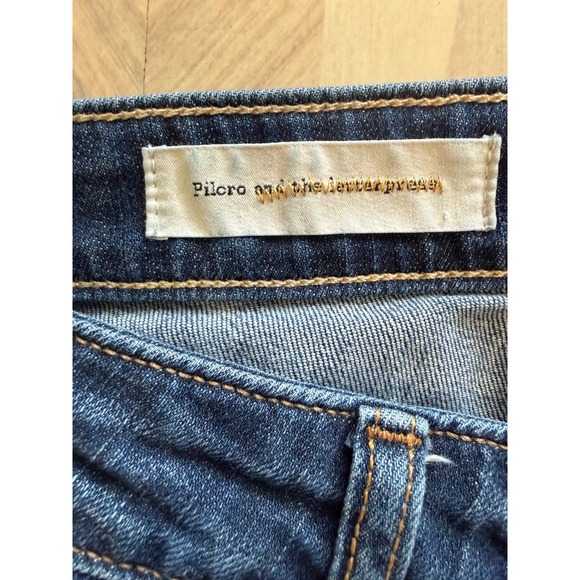 Pilcro and the letterpress